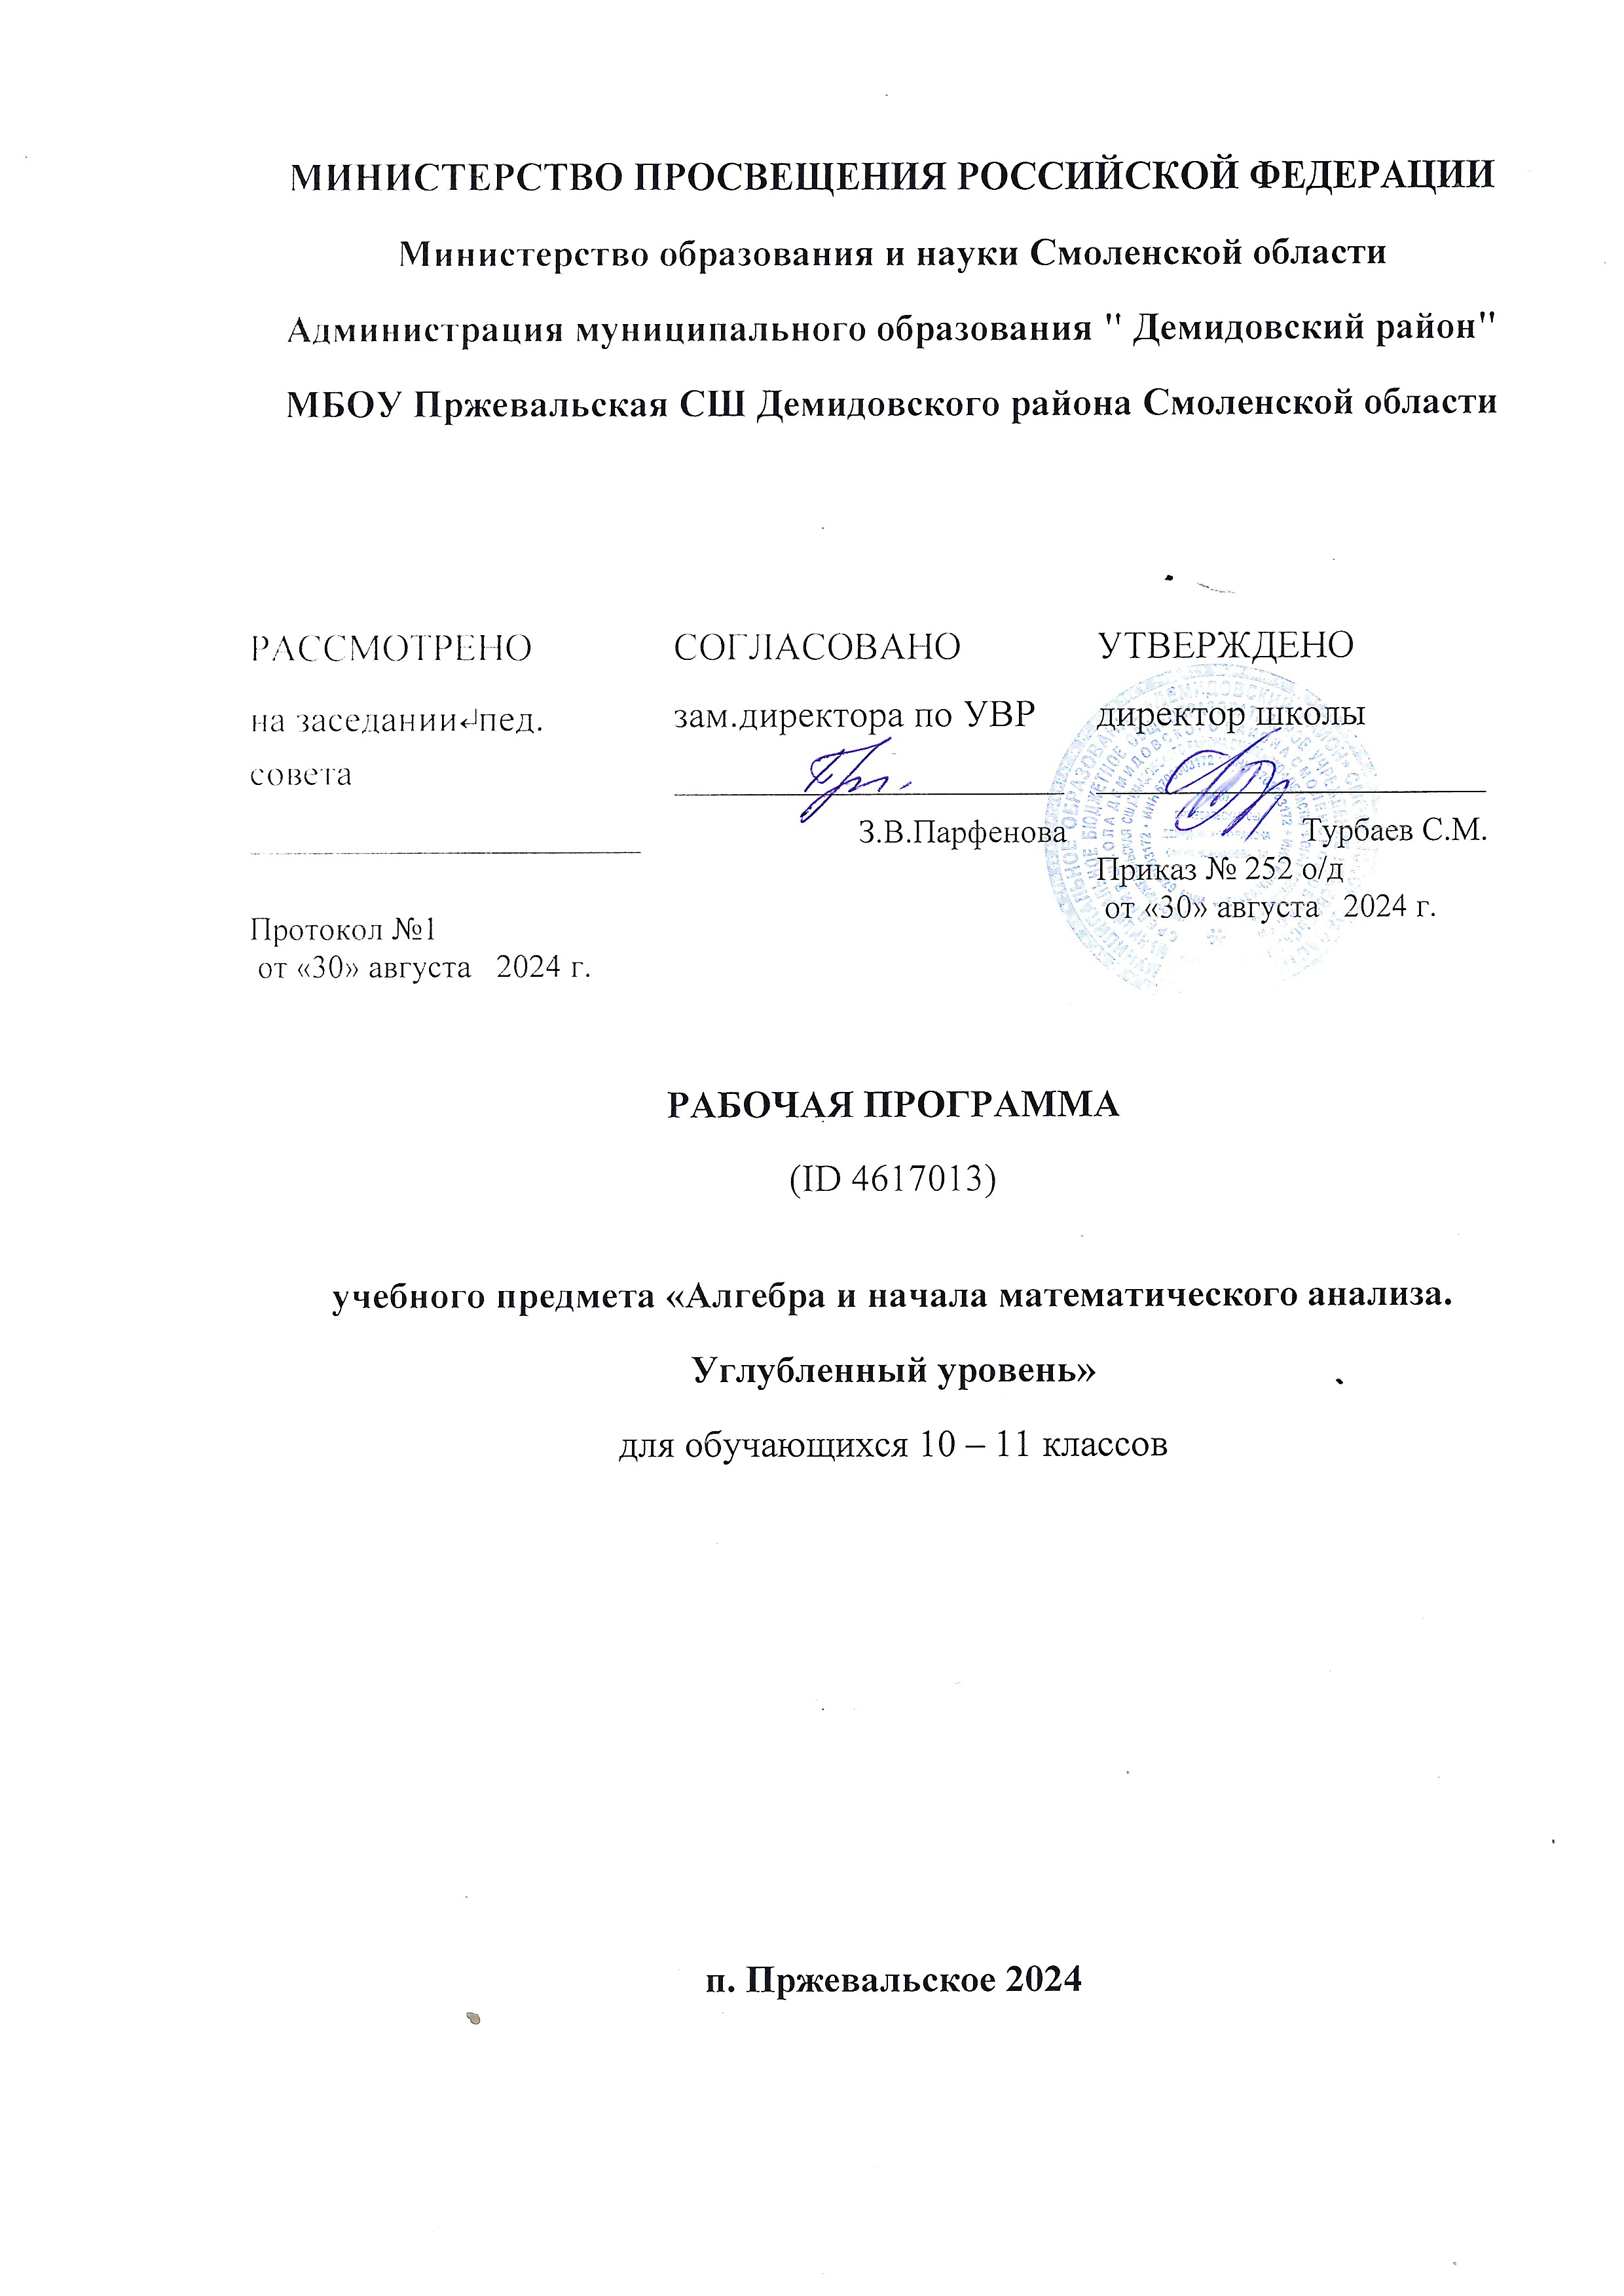 МИНИСТЕРСТВО ПРОСВЕЩЕНИЯ РОССИЙСКОЙ ФЕДЕРАЦИИ
Министерство образования и науки Смоленской области
Администрация муниципального образования " Демидовский район"
МБОУ Пржевальская СШ Демидовского района Смоленской области
РАССМОТРЕНО
на заседании↵пед.
совета
Протокол №1
от «30» августа 2024 г.
СОГЛАСОВАНО
зам.директора по УВР
З.В.Парфенова
УТВЕРЖДЕНО
директор школы
Турбаев С.М.
Приказ № 252 о/д
от «30» августа 2024 г.
РАБОЧАЯ ПРОГРАММА
(ID 4617013)
учебного предмета «Алгебра и начала математического анализа.
Углубленный уровень»
для обучающихся 10 – 11 классов
п. Пржевальское 2024